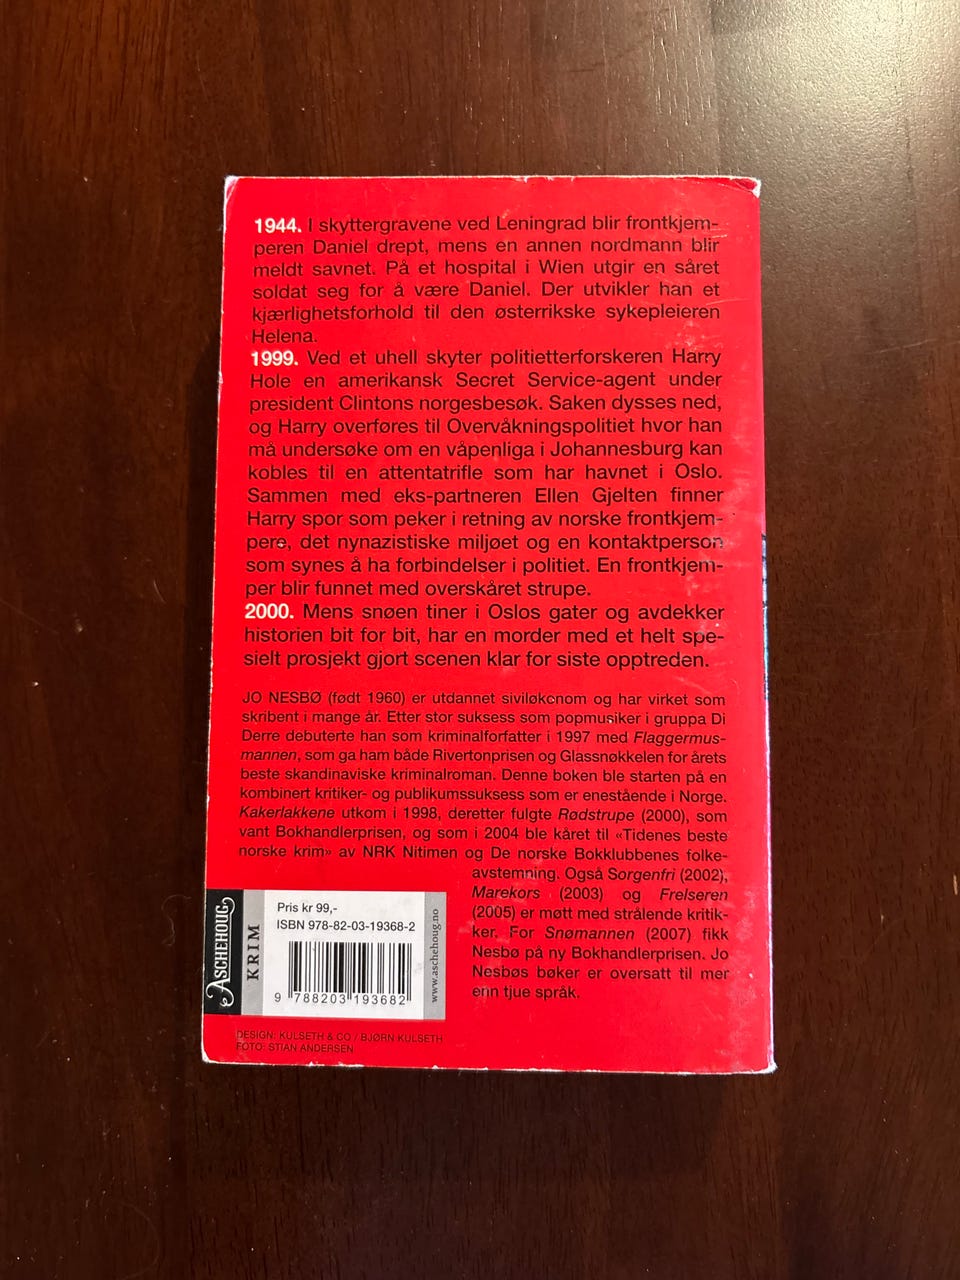 1944. I skyttergravene ved Leningrad blir frontkjem-
peren Daniel drept, mens en annen nordmann blir
meldt savnet. På et hospital i Wien utgir en såret
soldat seg for å være Daniel. Der utvikler han et
kjærlighetsforhold til den østerrikske sykepleieren
Helena.
1999. Ved et uhell skyter politietterforskeren Harry
Hole en amerikansk Secret Service-agent under
president Clintons norgesbesøk. Saken dysses ned,
og Harry overføres til Overvåkningspolitiet hvor han
må undersøke om en våpenliga i Johannesburg kan
kobles til en attentatrifle som har havnet i Oslo.
Sammen med eks-partneren Ellen Gjelten finner
Harry spor som peker i retning av norske frontkjem-
pere, det nynazistiske miljøet og en kontaktperson
som synes å ha forbindelser i politiet. En frontkjem-
per blir funnet med overskåret strupe.
2000. Mens snøen tiner i Oslos gater og avdekker
historien bit for bit, har en morder med et helt spe-
sielt prosjekt gjort scenen klar for siste opptreden.
JO NESBØ (født 1960) er utdannet siviløkonom og har virket som
skribent i mange år. Etter stor suksess som popmusiker i gruppa Di
Derre debuterte han som kriminalforfatter i 1997 med Flaggermus-
mannen, som ga ham både Rivertonprisen og Glassnøkkelen for årets
beste skandinaviske kriminalroman. Denne boken ble starten på en
kombinert kritiker- og publikumssuksess som er enestående i Norge.
Kakerlakkene utkom i 1998, deretter fulgte Rødstrupe (2000), som
vant Bokhandlerprisen, og som i 2004 ble kåret til «Tidenes beste
norske krim» av NRK Nitimen og De norske Bokklubbenes folke-
avstemning. Også Sorgenfri (2002),
Marekors (2003) og Frelseren
(2005) er møtt med strålende kritik-
ker. For Snømannen (2007) fikk
Nesbø på ny Bokhandlerprisen. Jo
Nesbøs bøker er oversatt til mer
enn tjue språk.
ASCHEHOUG
KRIM
Pris kr 99,-
ISBN 978-82-03-19368-2
9 788203 193682
www.aschehoug.no
DESIGN: KULSETH & CO / BJØRN KULSETH
FOTO: STIAN ANDERSEN